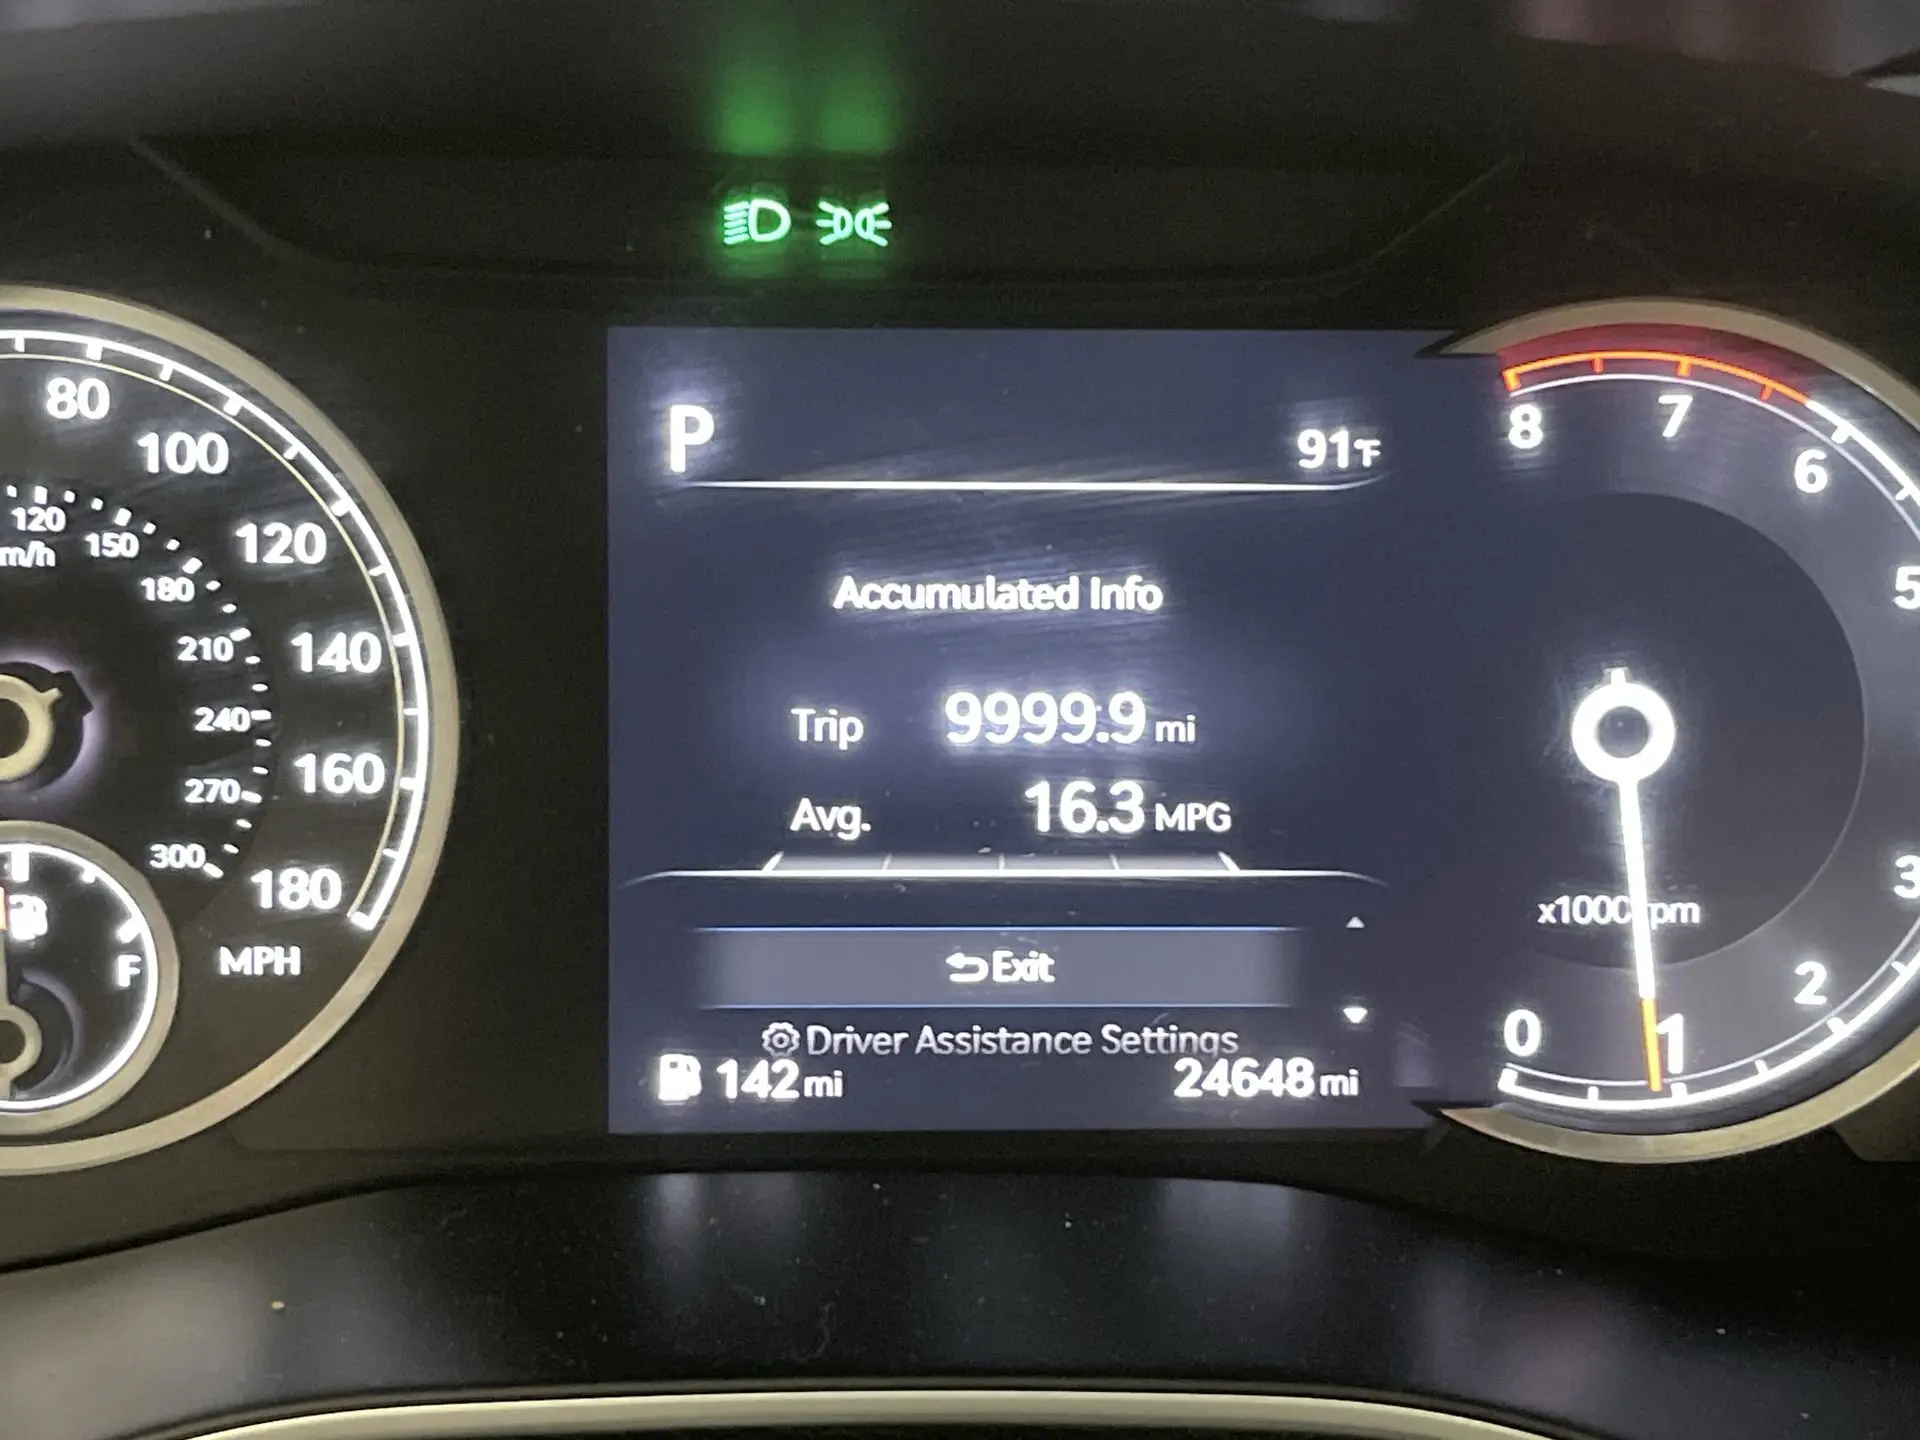 80
100
120
140
160
180
MPH
120
m/h
150
180
210
240
270
300
F
P
91°F
Accumulated Info
Trip 9999.9 mi
Avg. 16.3 MPG
Exit
Driver Assistance Settings
142 mi
24648 mi
8
7
6
5
3
2
1
0
x1000 rpm